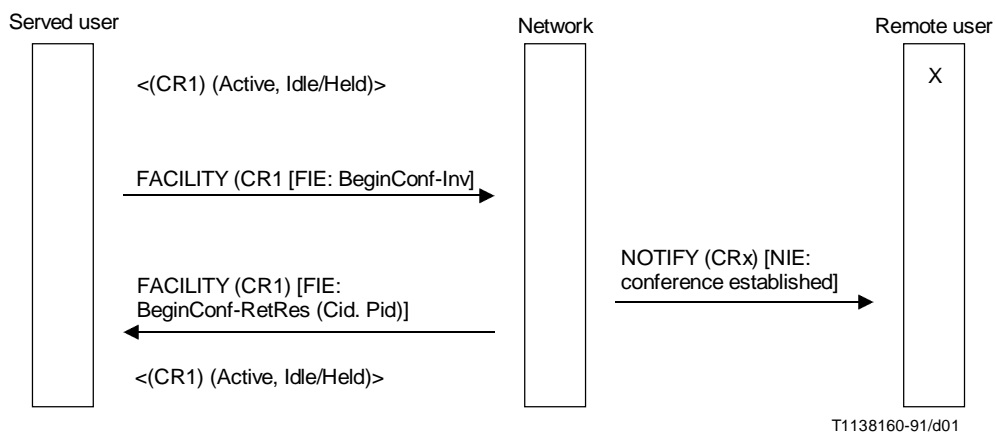 Served user
Network
Remote user
X
<(CR1) (Active, Idle/Held)>
FACILITY (CR1 [FIE: BeginConf-Inv]
NOTIFY (CRx) [NIE:
conference established]
FACILITY (CR1) [FIE:
BeginConf-RetRes (Cid. Pid)]
<(CR1) (Active, Idle/Held)>
T1138160-91/d01